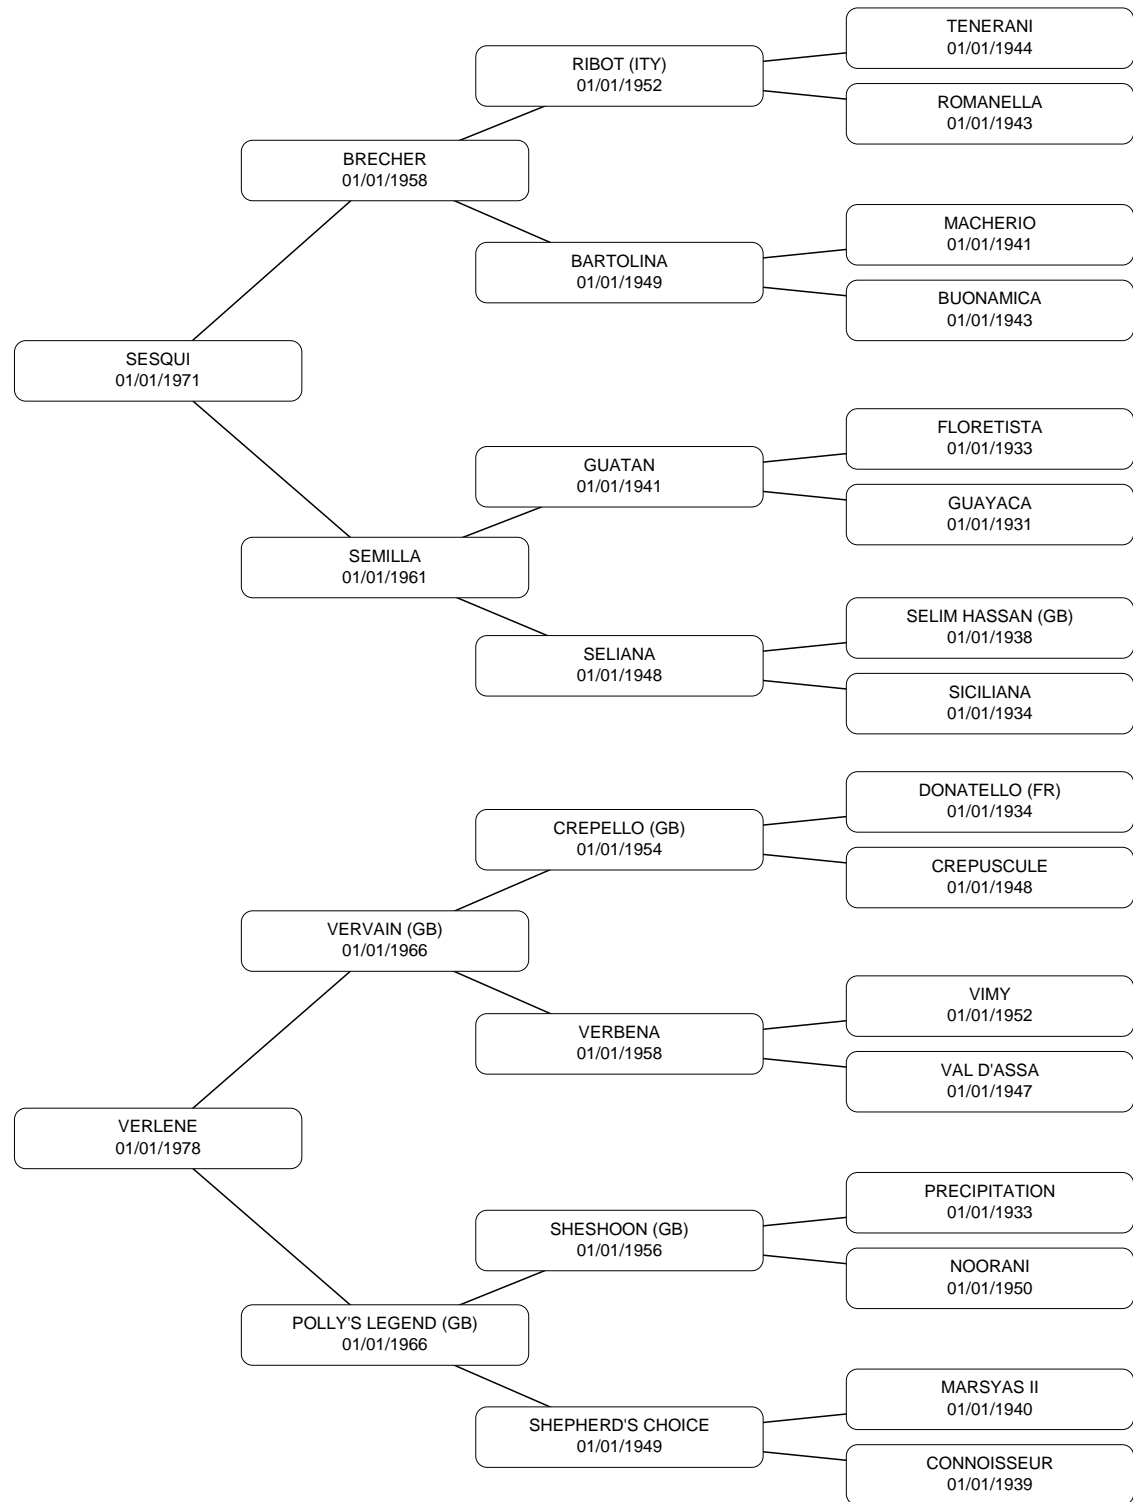 TENERANI
01/01/1944
RIBOT (ITY)
01/01/1952
ROMANELLA
01/01/1943
BRECHER
01/01/1958
MACHERIO
01/01/1941
BARTOLINA
01/01/1949
BUONAMICA
01/01/1943
SESQUI
01/01/1971
FLORETISTA
01/01/1933
GUATAN
01/01/1941
GUAYACA
01/01/1931
SEMILLA
01/01/1961
SELIM HASSAN (GB)
01/01/1938
SELIANA
01/01/1948
SICILIANA
01/01/1934
DONATELLO (FR)
01/01/1934
CREPELLO (GB)
01/01/1954
CREPUSCULE
01/01/1948
VERVAIN (GB)
01/01/1966
VIMY
01/01/1952
VERBENA
01/01/1958
VAL D'ASSA
01/01/1947
VERLENE
01/01/1978
PRECIPITATION
01/01/1933
SHESHOON (GB)
01/01/1956
NOORANI
01/01/1950
POLLY'S LEGEND (GB)
01/01/1966
MARSYAS II
01/01/1940
SHEPHERD'S CHOICE
01/01/1949
CONNOISSEUR
01/01/1939